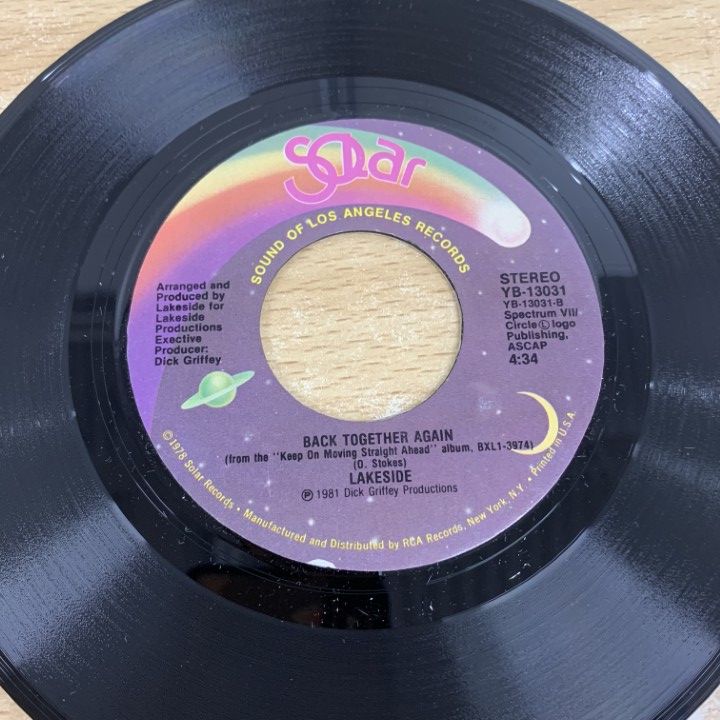 Solar
SOUND OF LOS ANGELES RECORDS
Arranged and
Produced by
Lakeside for
Lakeside
Productions
Exective
Producer:
Dick Griffey
STEREO
YB-13031
YB-13031-B
Spectrum VII/
Circle Ⓛ logo
Publishing,
ASCAP
4:34
BACK TOGETHER AGAIN
(from the "Keep On Moving Straight Ahead" album, BXL1-3974)
(O. Stokes)
LAKESIDE
℗ 1981 Dick Griffey Productions
© 1978 Solar Records • Manufactured and Distributed by RCA Records, New York, N.Y. • Printed in U.S.A.